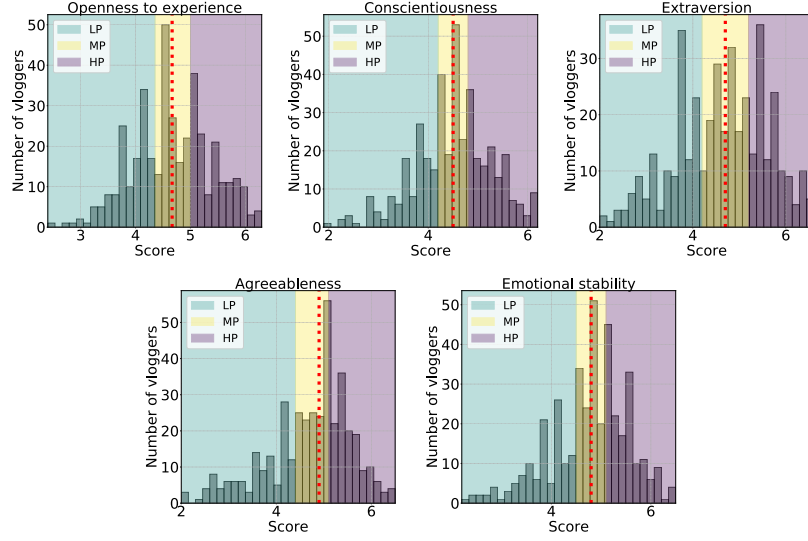 Openness to experience
50
40
30
20
10
0
Number of vloggers
LP
MP
HP
3
4
5
6
Score
Conscientiousness
50
40
30
20
10
0
Number of vloggers
LP
MP
HP
2
4
6
Score
Extraversion
30
20
10
0
Number of vloggers
LP
MP
HP
2
3
4
5
6
Score
Agreeableness
50
40
30
20
10
0
Number of vloggers
LP
MP
HP
2
4
6
Score
Emotional stability
50
40
30
20
10
0
Number of vloggers
LP
MP
HP
4
6
Score